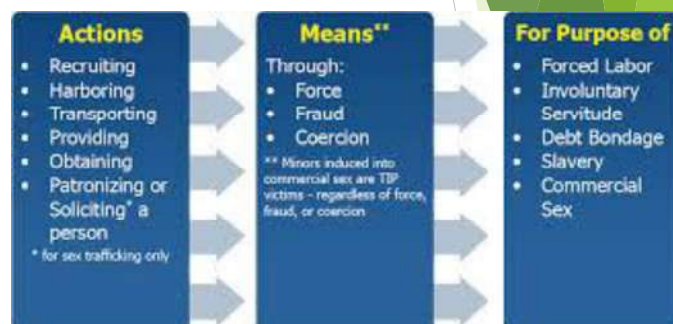 Actions
• Recruiting
• Harboring
• Transporting
• Providing
• Obtaining
• Patronizing or
Soliciting* a
person
* for sex trafficking only
Means**
Through:
• Force
• Fraud
• Coercion
** Minors induced into
commercial sex are TIP
victims – regardless of force,
fraud, or coercion
For Purpose of
• Forced Labor
• Involuntary
Servitude
• Debt Bondage
• Slavery
• Commercial
Sex